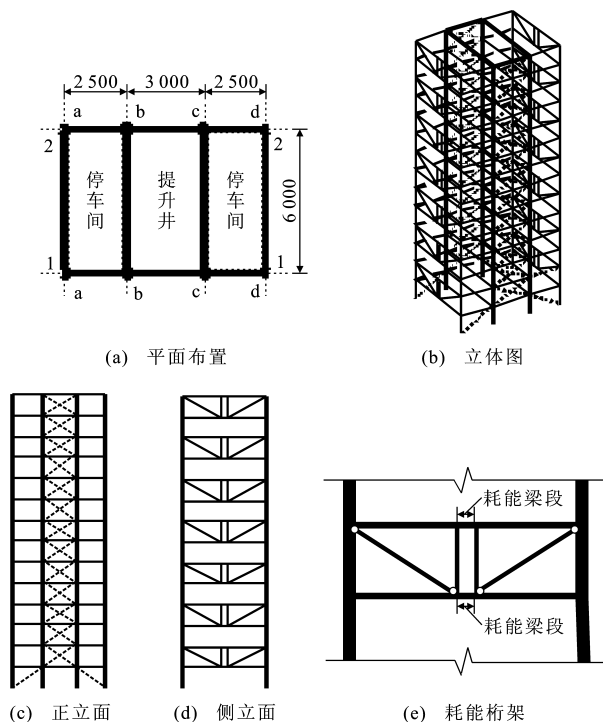 2 500 3 000 2 500
a b c d
2 2
停车间 提升井 停车间
6 000
1 1
a b c d
(a) 平面布置
(b) 立体图
耗能梁段
耗能梁段
(c) 正立面
(d) 侧立面
(e) 耗能桁架